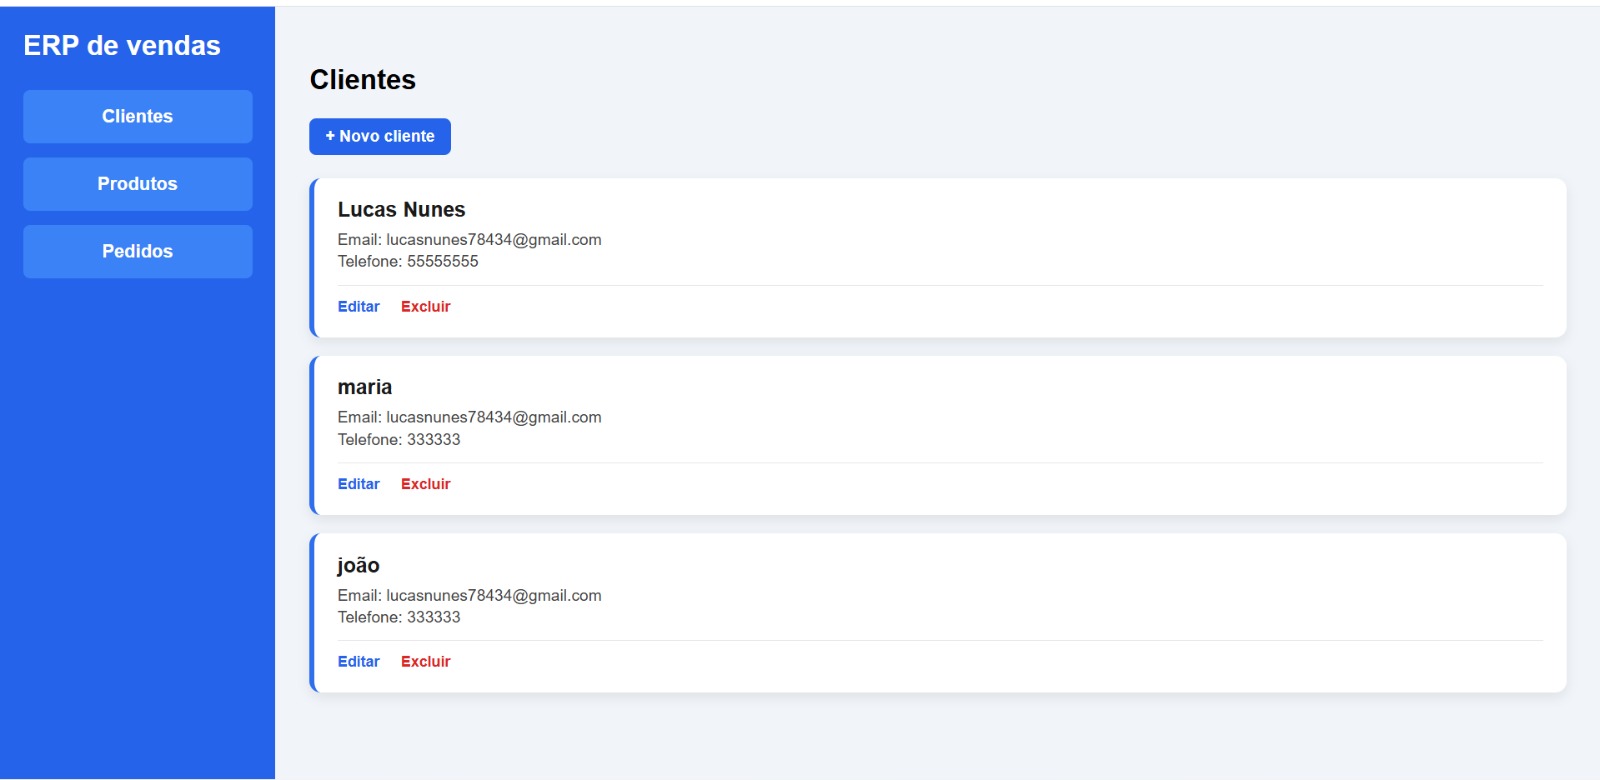 ERP de vendas
Clientes
Produtos
Pedidos
Clientes
+ Novo cliente
Lucas Nunes
Email: lucasnunes78434@gmail.com
Telefone: 55555555
Editar Excluir
maria
Email: lucasnunes78434@gmail.com
Telefone: 333333
Editar Excluir
joão
Email: lucasnunes78434@gmail.com
Telefone: 333333
Editar Excluir